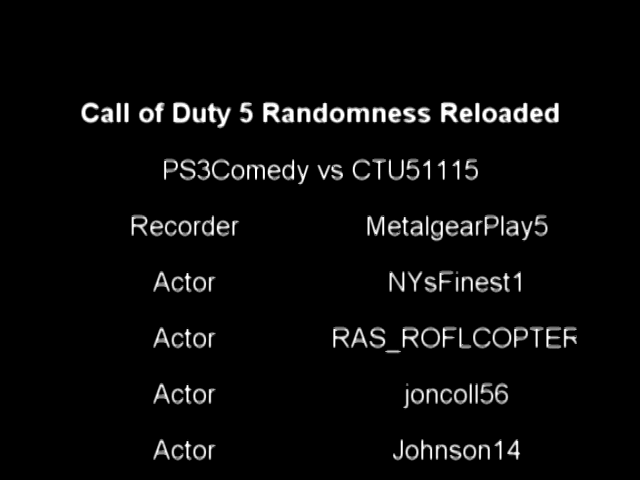 Call of Duty 5 Randomness Reloaded
PS3Comedy vs CTU51115
Recorder MetalgearPlay5
Actor NYsFinest1
Actor RAS_ROFLCOPTER
Actor joncoll56
Actor Johnson14